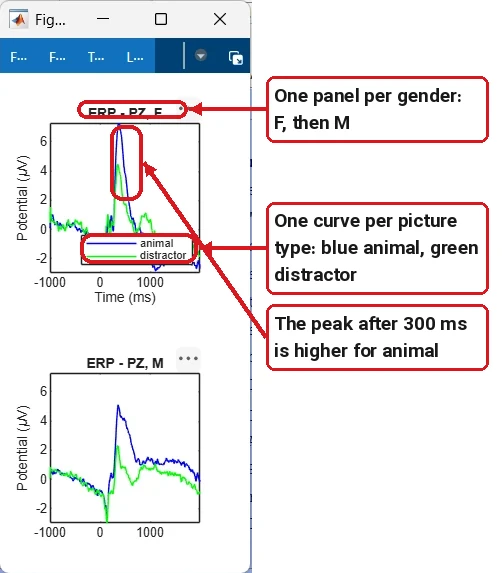 Fig...
F... F... T... L...
ERP - PZ, F
One panel per gender:
F, then M
6
4
2
0
-2
Potential (µV)
animal
distractor
-1000 0 1000
Time (ms)
One curve per picture
type: blue animal, green
distractor
The peak after 300 ms
is higher for animal
ERP - PZ, M
6
4
2
0
-2
Potential (µV)
-1000 0 1000